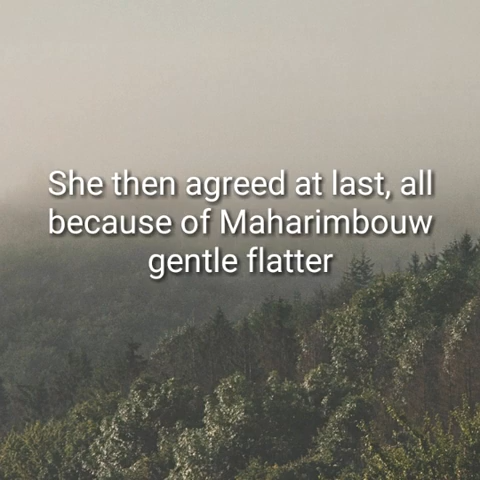 She then agreed at last, all
because of Maharimbouw
gentle flatter